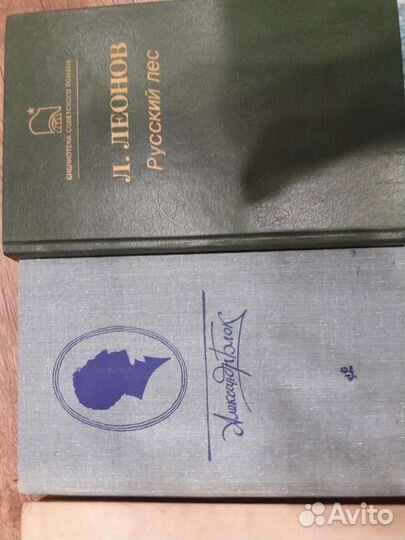 БИБЛИОТЕКА СОВЕТСКОГО РОМАНА
Л. ЛЕОНОВ
Русский лес
Александр Блок
Avito